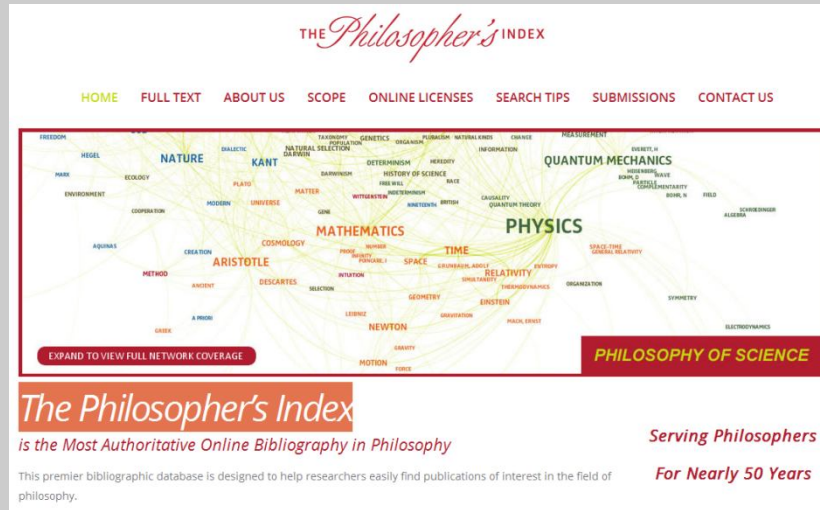 THE Philosopher's INDEX
HOME FULL TEXT ABOUT US SCOPE ONLINE LICENSES SEARCH TIPS SUBMISSIONS CONTACT US
FREEDOM
TAXONOMY GENETICS PLURALISM NATURAL KINDS CHANCE MEASUREMENT
POPULATION ORGANISM
HEGEL NATURE DIALECTIC NATURAL SELECTION INFORMATION EVERETT, H
KANT DARWIN DETERMINISM HEREDITY QUANTUM MECHANICS
MARX ECOLOGY DARWINISM HISTORY OF SCIENCE HEISENBERG WAVE
BOHM, D PARTICLE
PLATO FREE WILL RACE COMPLEMENTARITY
ENVIRONMENT MATTER WITTGENSTEIN INDETERMINISM CAUSALITY BOHR, N FIELD
MODERN UNIVERSE NINETEENTH BRITISH QUANTUM THEORY
COOPERATION GENE SCHROEDINGER
ALGEBRA
MATHEMATICS PHYSICS
AQUINAS COSMOLOGY NUMBER TIME SPACE-TIME
CREATION PROOF INFINITY GENERAL RELATIVITY
ARISTOTLE POINCARE, J SPACE GRUNBAUM, ADOLF ENTROPY
METHOD INTUITION RELATIVITY
DESCARTES SIMULTANEITY
ANCIENT SELECTION THERMODYNAMICS ORGANIZATION
GEOMETRY EINSTEIN SYMMETRY
LEIBNIZ GRAVITATION
A PRIORI NEWTON MACH, ERNST
GREEK ELECTRODYNAMICS
GRAVITY
EXPAND TO VIEW FULL NETWORK COVERAGE MOTION PHILOSOPHY OF SCIENCE
FORCE
The Philosopher's Index
is the Most Authoritative Online Bibliography in Philosophy
Serving Philosophers
For Nearly 50 Years
This premier bibliographic database is designed to help researchers easily find publications of interest in the field of
philosophy.